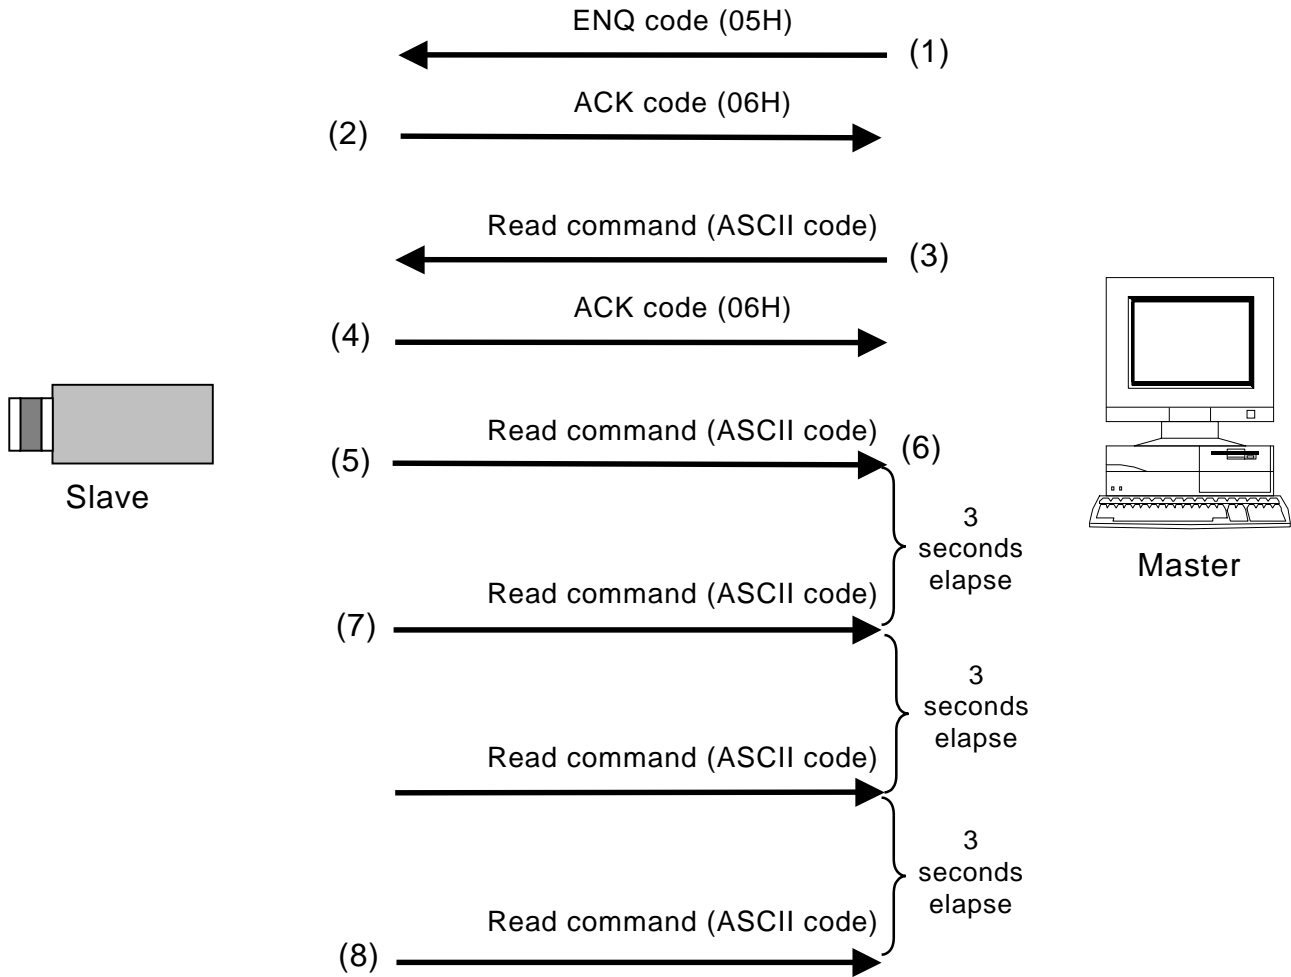 ENQ code (05H)
(1)
ACK code (06H)
(2)
Read command (ASCII code)
(3)
ACK code (06H)
(4)
Read command (ASCII code)
(5)
(6)
Slave
3
seconds
elapse
Master
Read command (ASCII code)
(7)
3
seconds
elapse
Read command (ASCII code)
3
seconds
elapse
Read command (ASCII code)
(8)